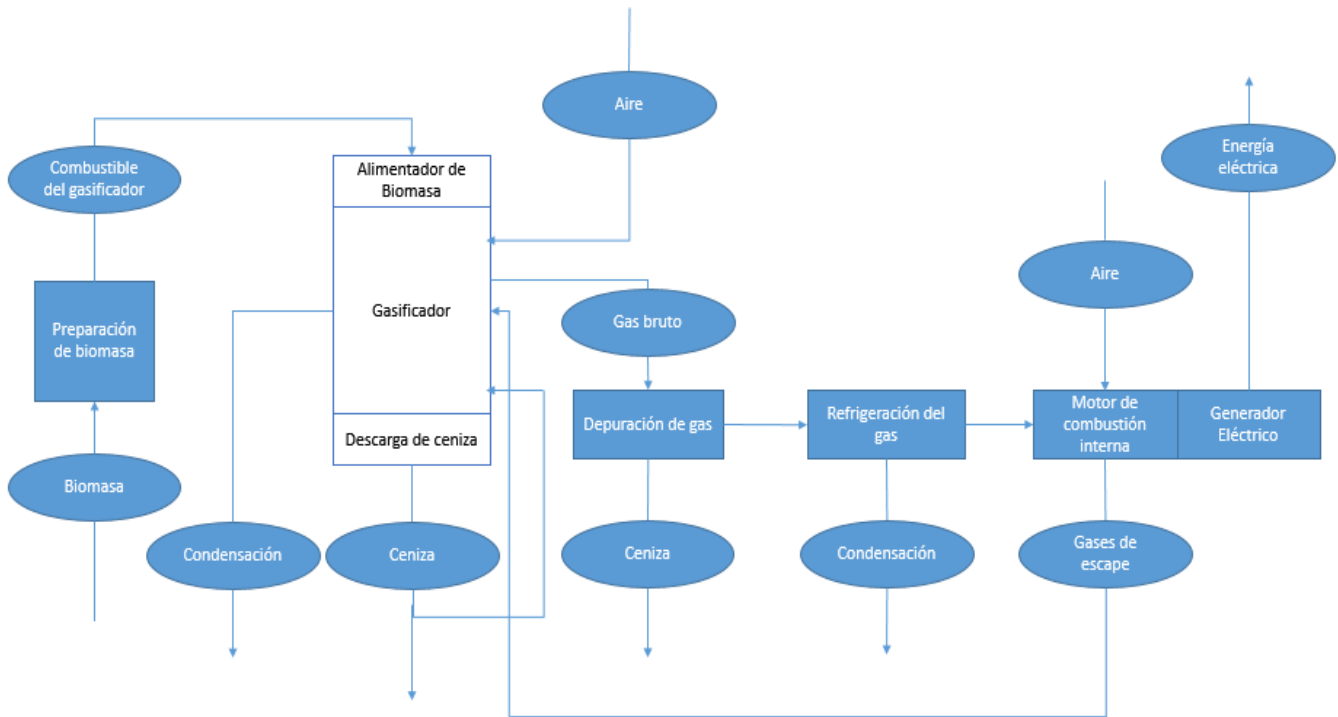 Aire
Combustible
del gasificador
Alimentador de
Biomasa
Energía
eléctrica
Aire
Gasificador
Gas bruto
Preparación
de biomasa
Depuración de gas
Refrigeración del
gas
Motor de
combustión
interna
Generador
Eléctrico
Descarga de ceniza
Biomasa
Condensación
Ceniza
Ceniza
Condensación
Gases de
escape